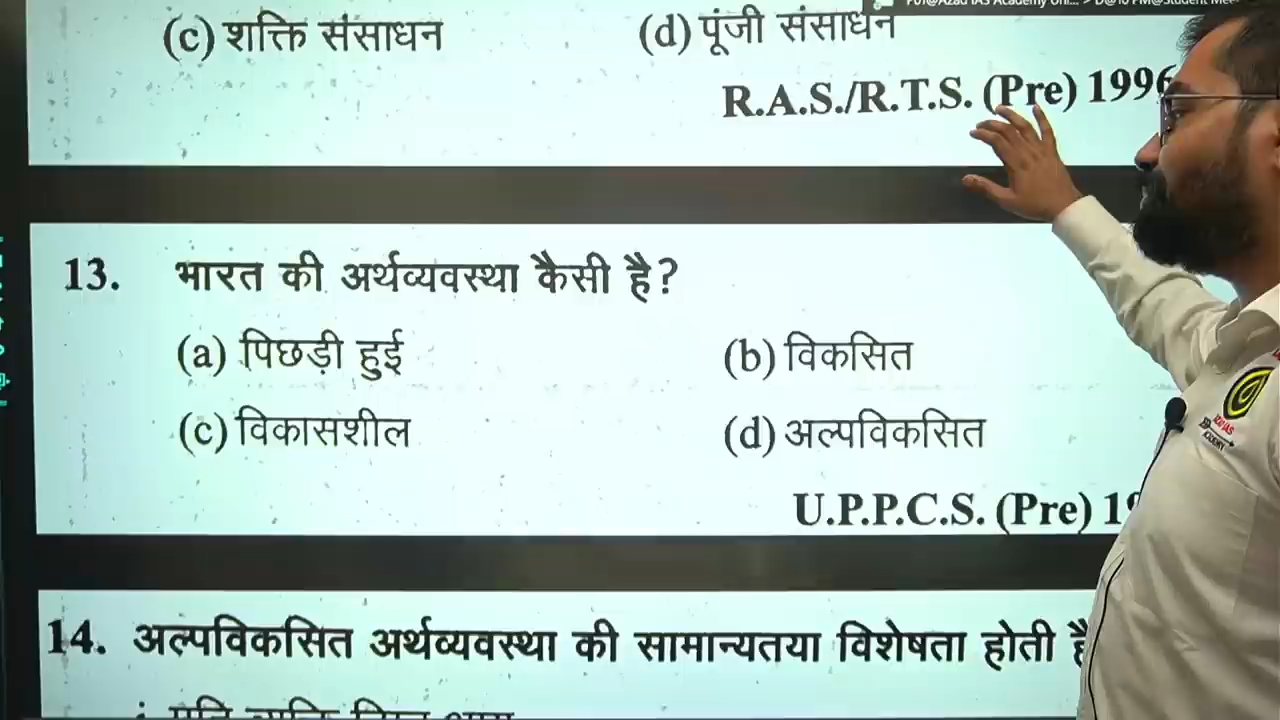 (c) शक्ति संसाधन (d) पूंजी संसाधन
R.A.S./R.T.S. (Pre) 1996
13. भारत की अर्थव्यवस्था कैसी है?
(a) पिछड़ी हुई (b) विकसित
(c) विकासशील (d) अल्पविकसित
U.P.P.C.S. (Pre)
14. अल्पविकसित अर्थव्यवस्था की सामान्यतया विशेषता होती है